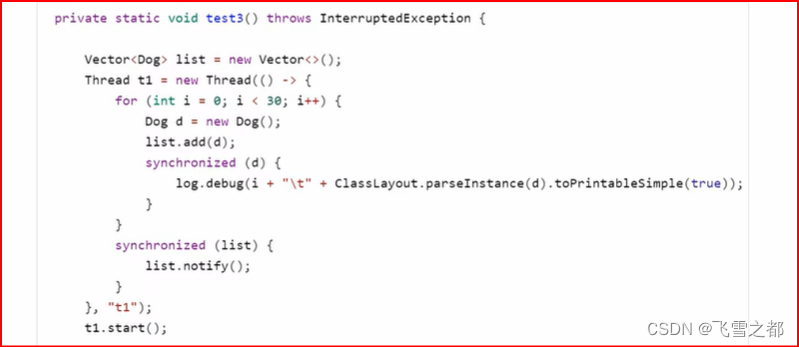 private static void test3() throws InterruptedException {
Vector<Dog> list = new Vector<>();
Thread t1 = new Thread(() -> {
for (int i = 0; i < 30; i++) {
Dog d = new Dog();
list.add(d);
synchronized (d) {
log.debug(i + "\t" + ClassLayout.parseInstance(d).toPrintableSimple(true));
}
}
synchronized (list) {
list.notify();
}
}, "t1");
t1.start();
CSDN @飞雪之都